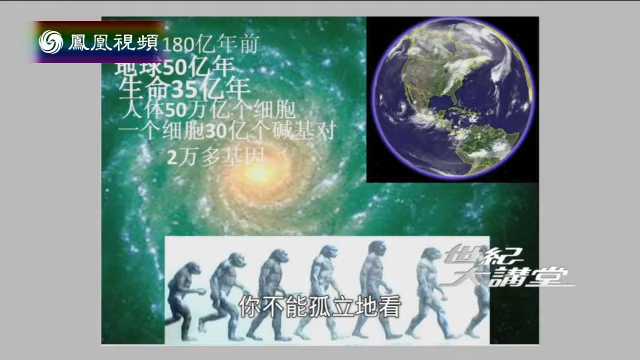 鳳凰視頻
180亿年前
地球50亿年
生命35亿年
人体50万亿个细胞
一个细胞30亿个碱基对
2万多基因
世紀
大講堂
你不能孤立地看